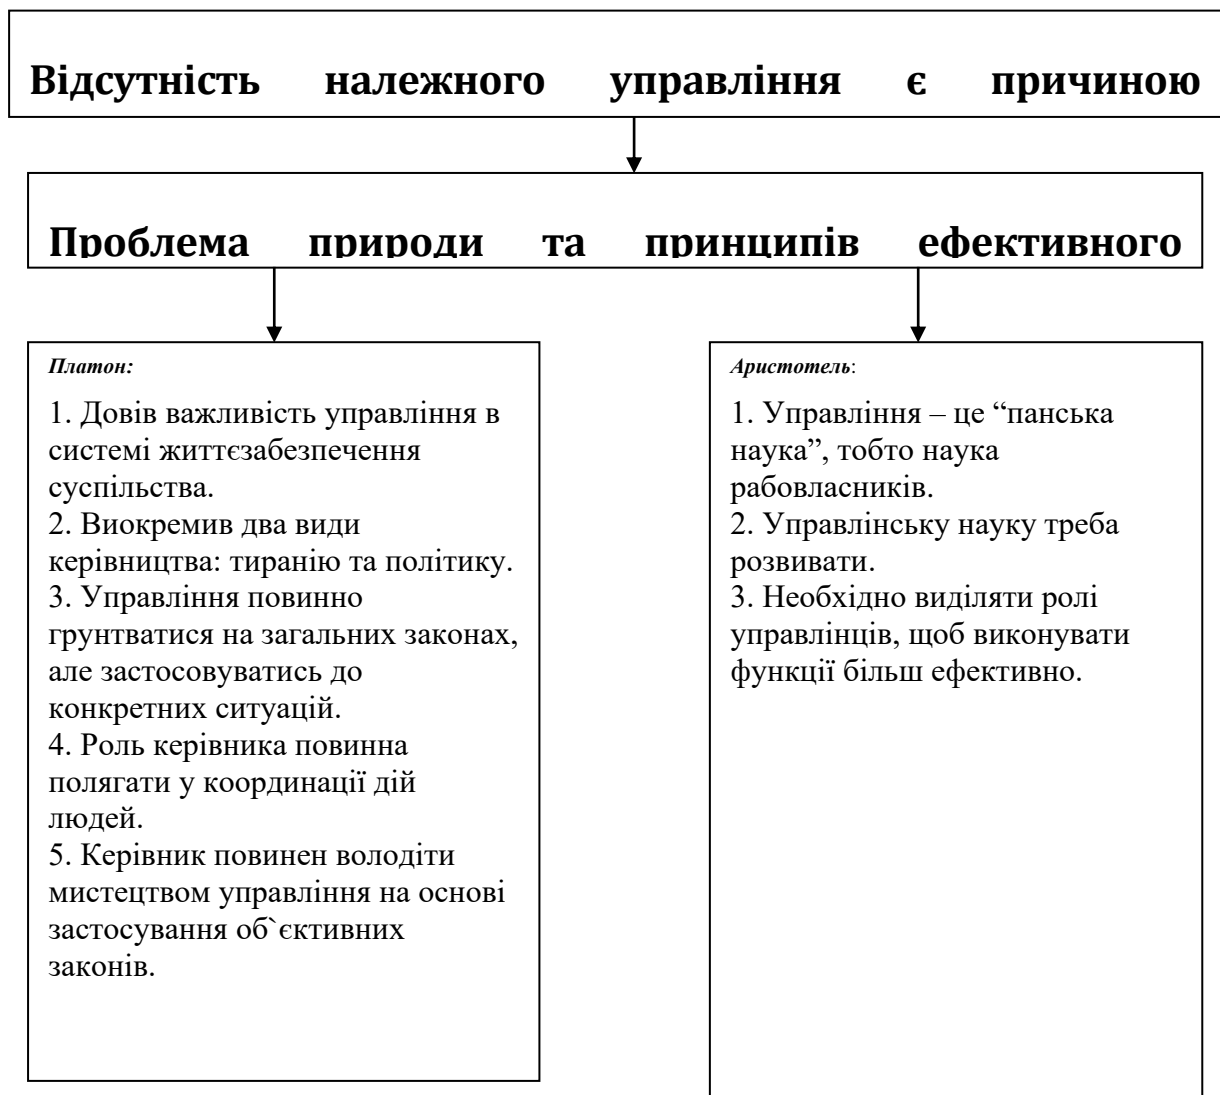 Відсутність належного управління є причиною
Проблема природи та принципів ефективного
Платон:
1. Довів важливість управління в
системі життєзабезпечення
суспільства.
2. Виокремив два види
керівництва: тиранію та політику.
3. Управління повинно
грунтватися на загальних законах,
але застосовуватись до
конкретних ситуацій.
4. Роль керівника повинна
полягати у координації дій
людей.
5. Керівник повинен володіти
мистецтвом управління на основі
застосування об`єктивних
законів.
Аристотель:
1. Управління – це “панська
наука”, тобто наука
рабовласників.
2. Управлінську науку треба
розвивати.
3. Необхідно виділяти ролі
управлінців, щоб виконувати
функції більш ефективно.